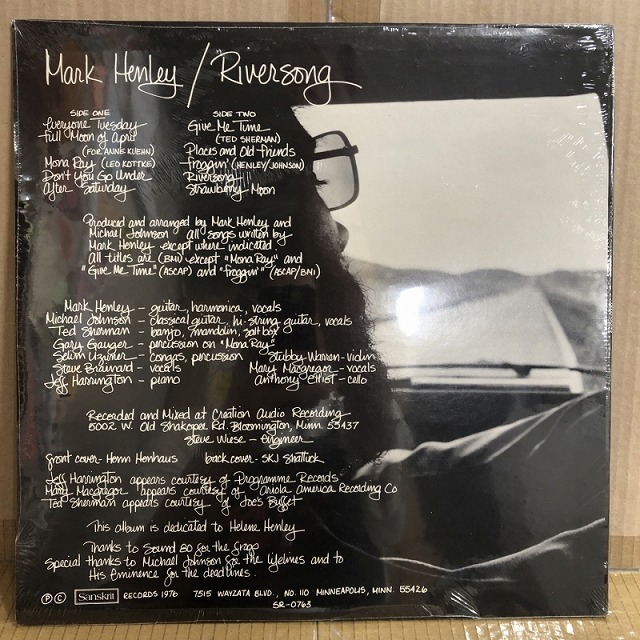 Mark Henley / Riversong
SIDE ONE
Everyone Tuesday
Full Moon of April
(FOR ANNE KUEHN)
Mona Ray (LEO KOTTKE)
Don't You Go Under
After Saturday
SIDE TWO
Give Me Time
(TED SHERMAN)
Places and Old Friends
Froggin' (HENLEY/JOHNSON)
Riversong
Strawberry Moon
Produced and arranged by Mark Henley and
Michael Johnson All songs written by
Mark Henley except where indicated.
All titles are (BMI) except "Mona Ray" and
"Give Me Time" (ASCAP) and "Froggin'" (ASCAP/BMI)
Mark Henley - guitar, harmonica, vocals
Michael Johnson - classical guitar, hi-string guitar, vocals
Ted Sherman - banjo, mandolin, salt box
Gary Gauger - percussion on "Mona Ray"
Selim Uzuner - congas, percussion
Steve Brainard - vocals
Jeff Harrington - piano
Stubby Warren - violin
Mary Macgregor - vocals
Anthony Elliot - cello
Recorded and Mixed at Creation Audio Recording
5002 W. Old Shakopee Rd. Bloomington, Minn 55437
Steve Wiese - Engineer
front cover - Homn Homhaus back cover - SKJ Shattuck
Jeff Harrington appears courtesy of Programme Records
Mary Macgregor appears courtesy of Ariola America Recording Co
Ted Sherman appears courtesy of Joe's Buffet
This album is dedicated to Helene Henley
Thanks to Sound 80 for the frogs
Special thanks to Michael Johnson for the lifelines and to
His Eminence for the deadlines.
Ⓟ © Sanskrit RECORDS 1976 7515 WAYZATA BLVD., NO. 110 MINNEAPOLIS, MINN. 55426
SR-0763